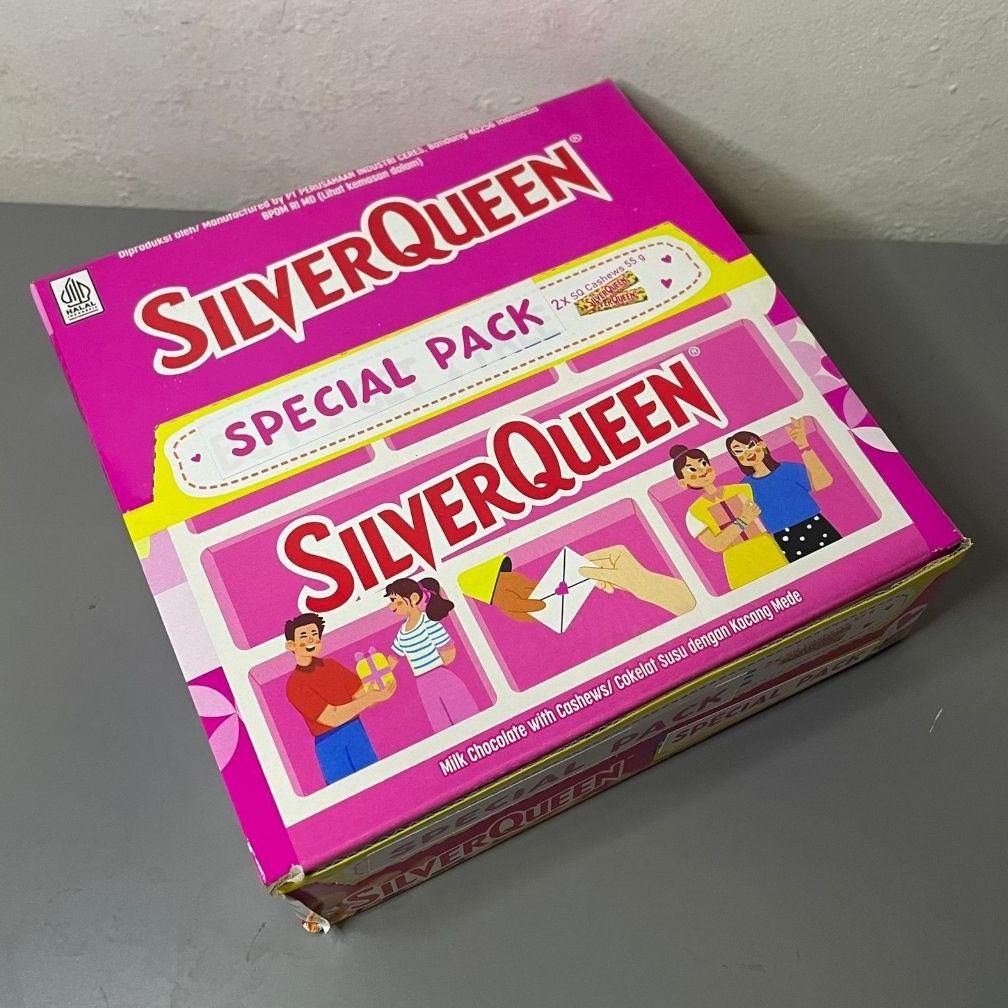 Diproduksi oleh/ Manufactured by PT PERUSAHAAN INDUSTRI CERES, Bandung 40256 Indonesia
BPOM RI MD (Lihat kemasan dalam)
HALAL
INDONESIA
SILVERQUEEN®
SPECIAL PACK
2x SQ Cashews 55 g
SILVERQUEEN
SILVERQUEEN
SILVERQUEEN®
Milk Chocolate with Cashews/ Cokelat Susu dengan Kacang Mede
SPECIAL PACK
SPECIAL PACK
SILVERQUEEN